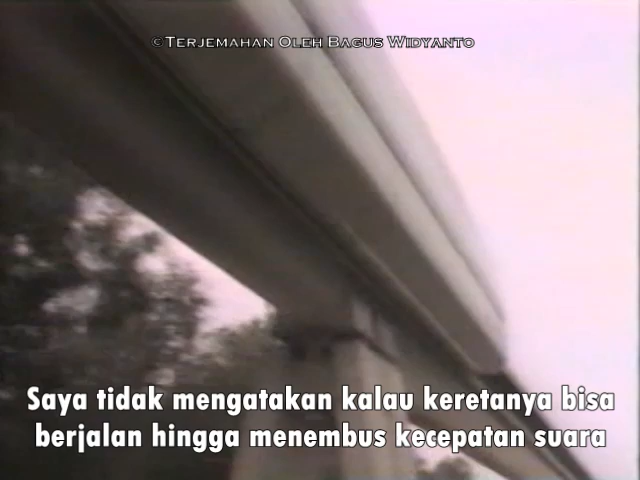 ©Terjemahan Oleh Bagus Widyanto
Saya tidak mengatakan kalau keretanya bisa
berjalan hingga menembus kecepatan suara